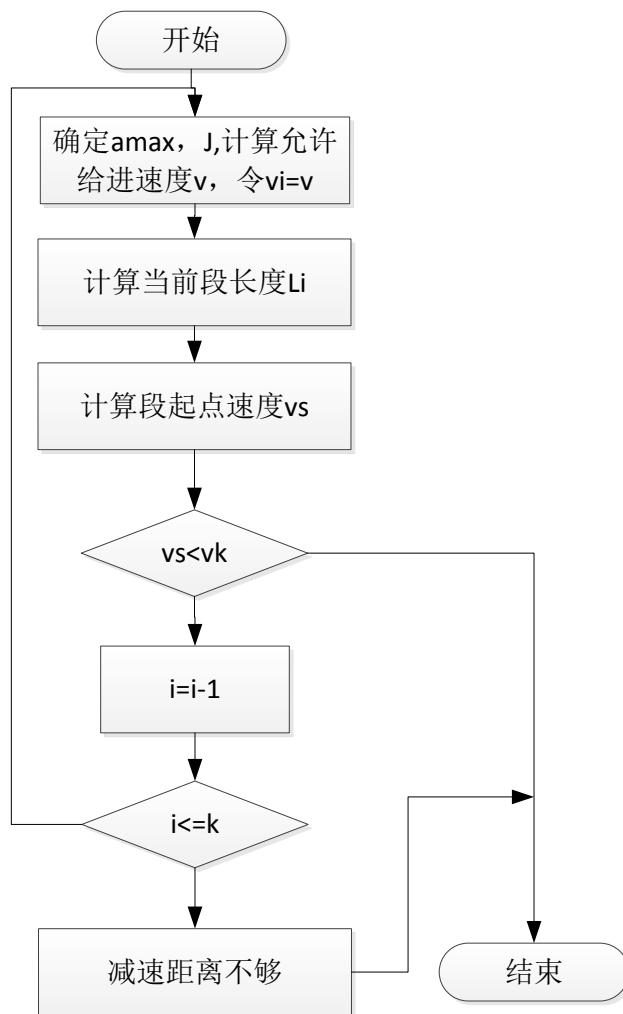 开始
确定amax，J,计算允许
给进速度v，令vi=v
计算当前段长度Li
计算段起点速度vs
vs<vk
i=i-1
i<=k
减速距离不够
结束